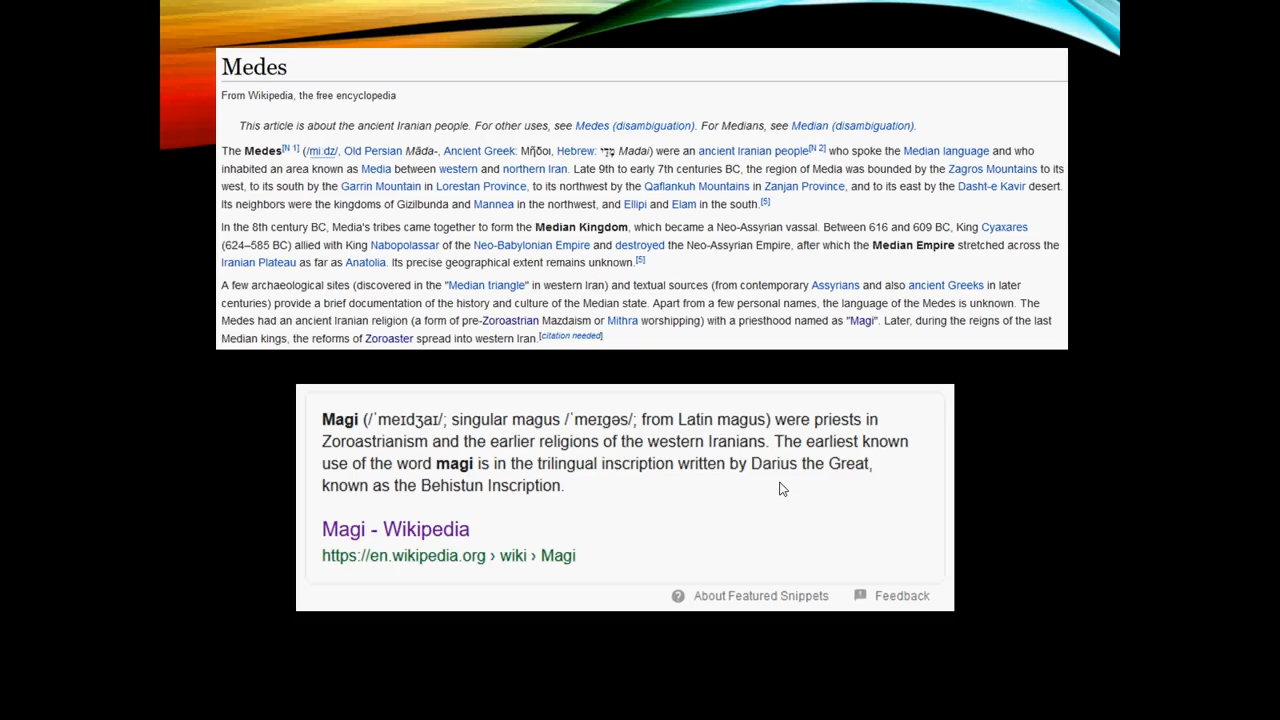 Medes
From Wikipedia, the free encyclopedia
This article is about the ancient Iranian people. For other uses, see Medes (disambiguation). For Medians, see Median (disambiguation).
The Medes[N 1] (/miːdz/, Old Persian Māda-, Ancient Greek: Μῆδοι, Hebrew: מָדַי Madai) were an ancient Iranian people[N 2] who spoke the Median language and who
inhabited an area known as Media between western and northern Iran. Late 9th to early 7th centuries BC, the region of Media was bounded by the Zagros Mountains to its
west, to its south by the Garrin Mountain in Lorestan Province, to its northwest by the Qaflankuh Mountains in Zanjan Province, and to its east by the Dasht-e Kavir desert.
Its neighbors were the kingdoms of Gizilbunda and Mannea in the northwest, and Ellipi and Elam in the south.[5]
In the 8th century BC, Media's tribes came together to form the Median Kingdom, which became a Neo-Assyrian vassal. Between 616 and 609 BC, King Cyaxares
(624–585 BC) allied with King Nabopolassar of the Neo-Babylonian Empire and destroyed the Neo-Assyrian Empire, after which the Median Empire stretched across the
Iranian Plateau as far as Anatolia. Its precise geographical extent remains unknown.[5]
A few archaeological sites (discovered in the "Median triangle" in western Iran) and textual sources (from contemporary Assyrians and also ancient Greeks in later
centuries) provide a brief documentation of the history and culture of the Median state. Apart from a few personal names, the language of the Medes is unknown. The
Medes had an ancient Iranian religion (a form of pre-Zoroastrian Mazdaism or Mithra worshipping) with a priesthood named as "Magi". Later, during the reigns of the last
Median kings, the reforms of Zoroaster spread into western Iran.[citation needed]
Magi (/ˈmeɪdʒaɪ/; singular magus /ˈmeɪɡəs/; from Latin magus) were priests in
Zoroastrianism and the earlier religions of the western Iranians. The earliest known
use of the word magi is in the trilingual inscription written by Darius the Great,
known as the Behistun Inscription.
Magi - Wikipedia
https://en.wikipedia.org › wiki › Magi
About Featured Snippets Feedback